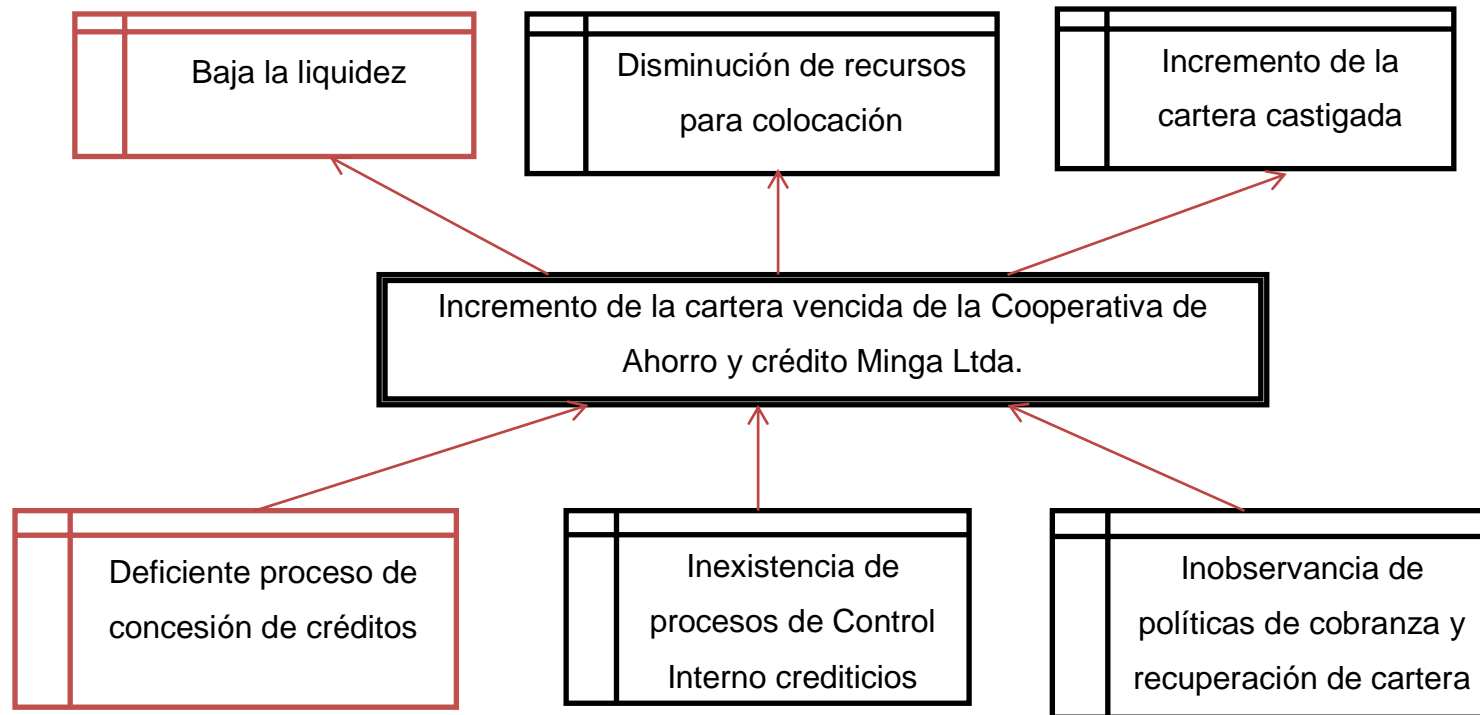 Baja la liquidez
Disminución de recursos
para colocación
Incremento de la
cartera castigada
Incremento de la cartera vencida de la Cooperativa de
Ahorro y crédito Minga Ltda.
Deficiente proceso de
concesión de créditos
Inexistencia de
procesos de Control
Interno crediticios
Inobservancia de
políticas de cobranza y
recuperación de cartera